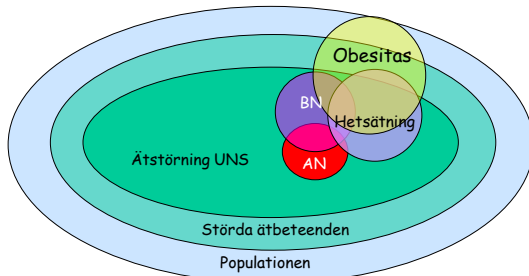 Obesitas
BN
Hetsätning
Ätstörning UNS
AN
Störda ätbeteenden
Populationen